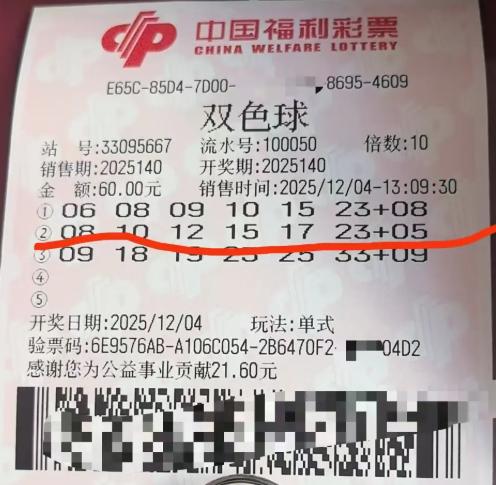 中国福利彩票
CHINA WELFARE LOTTERY
E65C-85D4-7D00- 8695-4609
双色球
站 号:33095667 流水号:100050 倍数:10
销售期:2025140 开奖期:2025140
金 额:60.00元 销售时间:2025/12/04-13:09:30
① 06 08 09 10 15 23+08
② 08 10 12 15 17 23+05
③ 09 18 19 23 25 33+09
④
⑤
开奖日期:2025/12/04 玩法:单式
验票码:6E9576AB-A106C054-2B6470F2- 04D2
感谢您为公益事业贡献21.60元